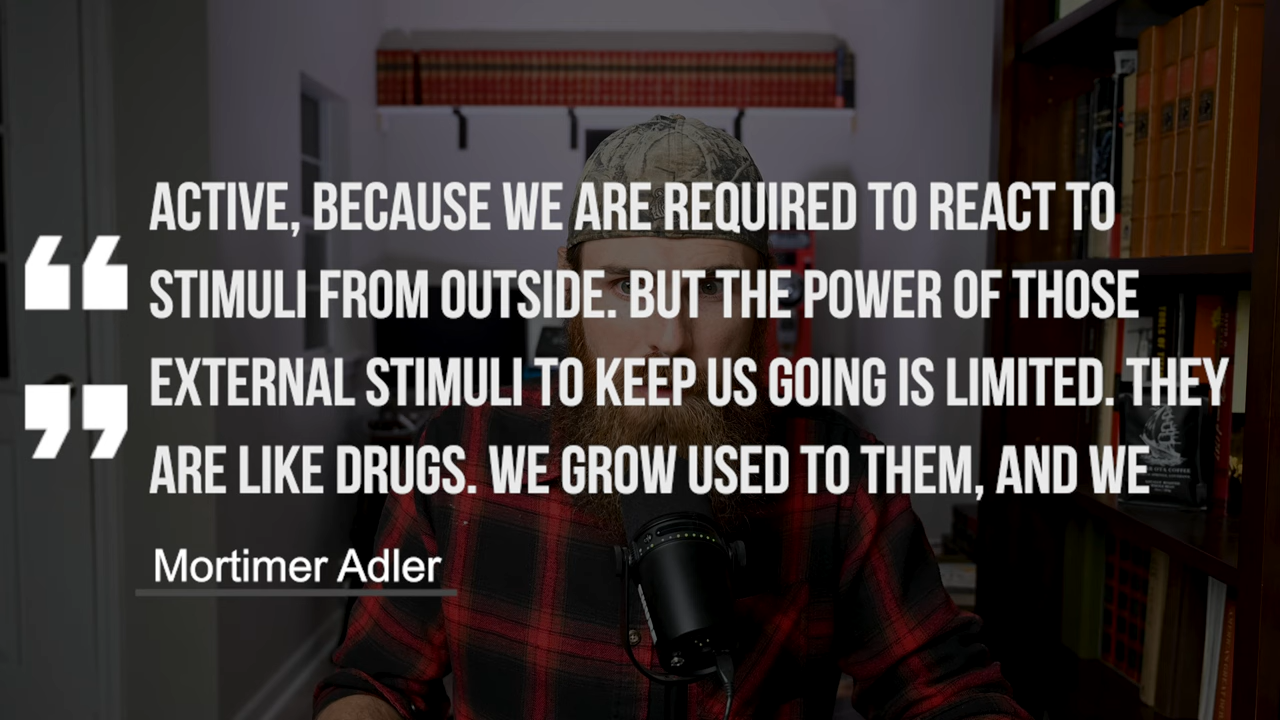 ACTIVE, BECAUSE WE ARE REQUIRED TO REACT TO
STIMULI FROM OUTSIDE. BUT THE POWER OF THOSE
EXTERNAL STIMULI TO KEEP US GOING IS LIMITED. THEY
ARE LIKE DRUGS. WE GROW USED TO THEM, AND WE
Mortimer Adler